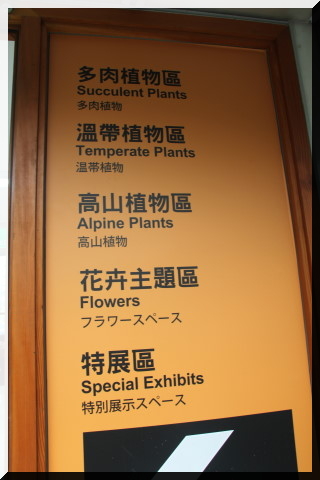 多肉植物區
Succulent Plants
多肉植物
溫帶植物區
Temperate Plants
温帯植物
高山植物區
Alpine Plants
高山植物
花卉主題區
Flowers
フラワースペース
特展區
Special Exhibits
特別展示スペース